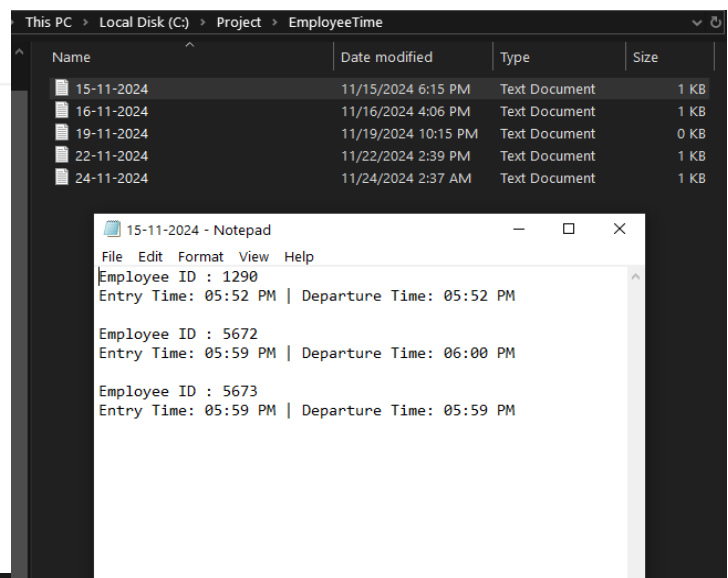 This PC > Local Disk (C:) > Project > EmployeeTime
Name Date modified Type Size
15-11-2024 11/15/2024 6:15 PM Text Document 1 KB
16-11-2024 11/16/2024 4:06 PM Text Document 1 KB
19-11-2024 11/19/2024 10:15 PM Text Document 0 KB
22-11-2024 11/22/2024 2:39 PM Text Document 1 KB
24-11-2024 11/24/2024 2:37 AM Text Document 1 KB
15-11-2024 - Notepad
File Edit Format View Help
Employee ID : 1290
Entry Time: 05:52 PM | Departure Time: 05:52 PM
Employee ID : 5672
Entry Time: 05:59 PM | Departure Time: 06:00 PM
Employee ID : 5673
Entry Time: 05:59 PM | Departure Time: 05:59 PM